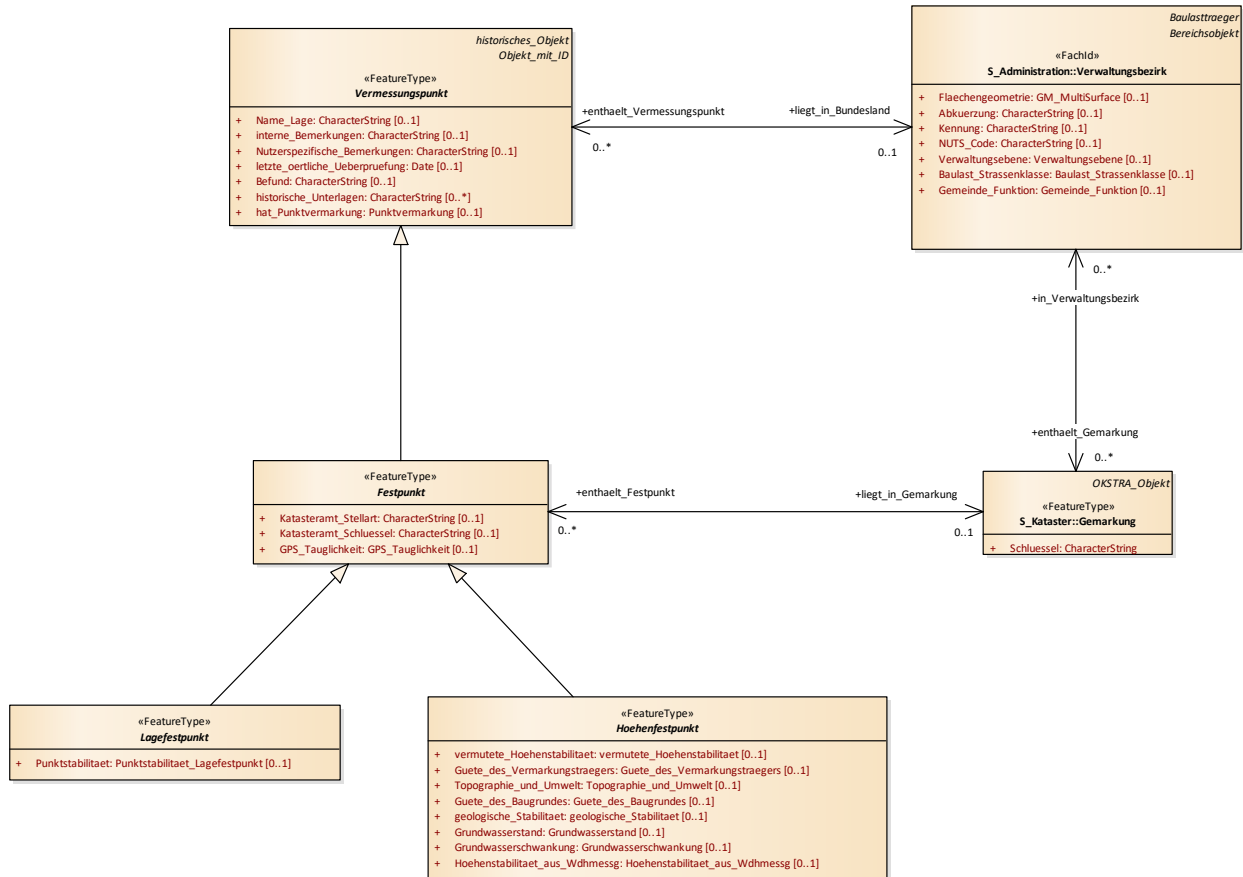 historisches_Objekt
Objekt_mit_ID
«FeatureType»
Vermessungspunkt
+ Name_Lage: CharacterString [0..1]
+ interne_Bemerkungen: CharacterString [0..1]
+ Nutzerspezifische_Bemerkungen: CharacterString [0..1]
+ letzte_oertliche_Ueberpruefung: Date [0..1]
+ Befund: CharacterString [0..1]
+ historische_Unterlagen: CharacterString [0..*]
+ hat_Punktvermarkung: Punktvermarkung [0..1]
+enthaelt_Vermessungspunkt
0..*
+liegt_in_Bundesland
0..1
Baulasttraeger
Bereichsobjekt
«FachId»
S_Administration::Verwaltungsbezirk
+ Flaechengeometrie: GM_MultiSurface [0..1]
+ Abkuerzung: CharacterString [0..1]
+ Kennung: CharacterString [0..1]
+ NUTS_Code: CharacterString [0..1]
+ Verwaltungsebene: Verwaltungsebene [0..1]
+ Baulast_Strassenklasse: Baulast_Strassenklasse [0..1]
+ Gemeinde_Funktion: Gemeinde_Funktion [0..1]
0..*
+in_Verwaltungsbezirk
+enthaelt_Gemarkung
0..*
«FeatureType»
Festpunkt
+ Katasteramt_Stellart: CharacterString [0..1]
+ Katasteramt_Schluessel: CharacterString [0..1]
+ GPS_Tauglichkeit: GPS_Tauglichkeit [0..1]
+enthaelt_Festpunkt
0..*
+liegt_in_Gemarkung
0..1
OKSTRA_Objekt
«FeatureType»
S_Kataster::Gemarkung
+ Schluessel: CharacterString
«FeatureType»
Lagefestpunkt
+ Punktstabilitaet: Punktstabilitaet_Lagefestpunkt [0..1]
«FeatureType»
Hoehenfestpunkt
+ vermutete_Hoehenstabilitaet: vermutete_Hoehenstabilitaet [0..1]
+ Guete_des_Vermarkungstraegers: Guete_des_Vermarkungstraegers [0..1]
+ Topographie_und_Umwelt: Topographie_und_Umwelt [0..1]
+ Guete_des_Baugrundes: Guete_des_Baugrundes [0..1]
+ geologische_Stabilitaet: geologische_Stabilitaet [0..1]
+ Grundwasserstand: Grundwasserstand [0..1]
+ Grundwasserschwankung: Grundwasserschwankung [0..1]
+ Hoehenstabilitaet_aus_Wdhmessg: Hoehenstabilitaet_aus_Wdhmessg [0..1]